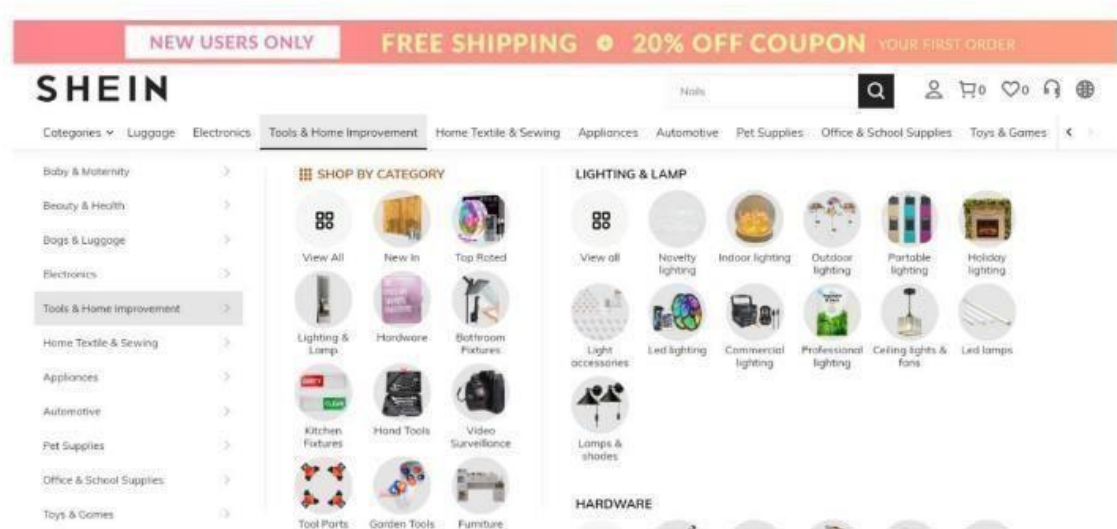 NEW USERS ONLY FREE SHIPPING 20% OFF COUPON YOUR FIRST ORDER
SHEIN
Nails
0 0
Categories Luggage Electronics Tools & Home Improvement Home Textile & Sewing Appliances Automotive Pet Supplies Office & School Supplies Toys & Games
Baby & Maternity
Beauty & Health
Bags & Luggage
Electronics
Tools & Home Improvement
Home Textile & Sewing
Appliances
Automotive
Pet Supplies
Office & School Supplies
Toys & Games
SHOP BY CATEGORY
View All New In Top Rated
Lighting & Lamp
Hardware
Bathroom Fixtures
Kitchen Fixtures
Hand Tools
Video Surveillance
Tool Parts Garden Tools Furniture
LIGHTING & LAMP
View all
Novelty lighting
Indoor lighting
Outdoor lighting
Portable lighting
Holiday lighting
Light accessories
Led lighting
Commercial lighting
Professional lighting
Ceiling lights & fans
Led lamps
Lamps & shades
HARDWARE